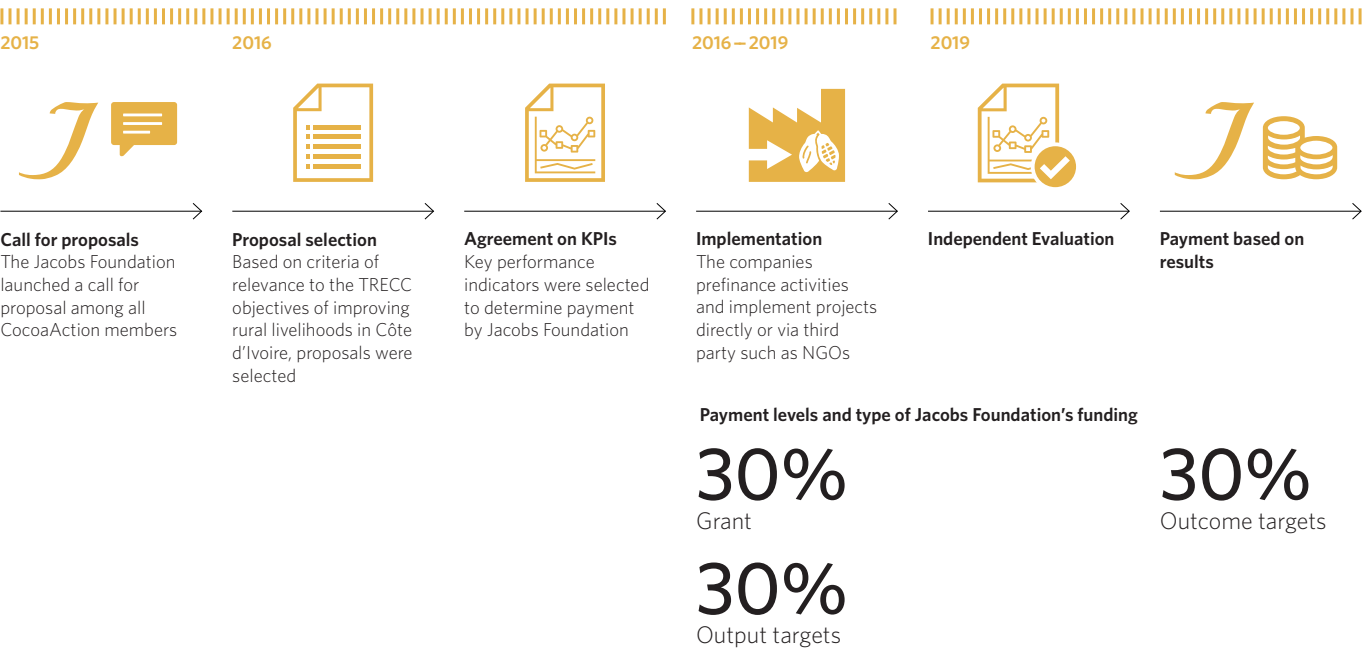 2015
2016
2016 – 2019
2019
Call for proposals
The Jacobs Foundation
launched a call for
proposal among all
CocoaAction members
Proposal selection
Based on criteria of
relevance to the TRECC
objectives of improving
rural livelihoods in Côte
d’Ivoire, proposals were
selected
Agreement on KPIs
Key performance
indicators were selected
to determine payment
by Jacobs Foundation
Implementation
The companies
prefinance activities
and implement projects
directly or via third
party such as NGOs
Independent Evaluation
Payment based on
results
Payment levels and type of Jacobs Foundation’s funding
30%
Grant
30%
Output targets
30%
Outcome targets